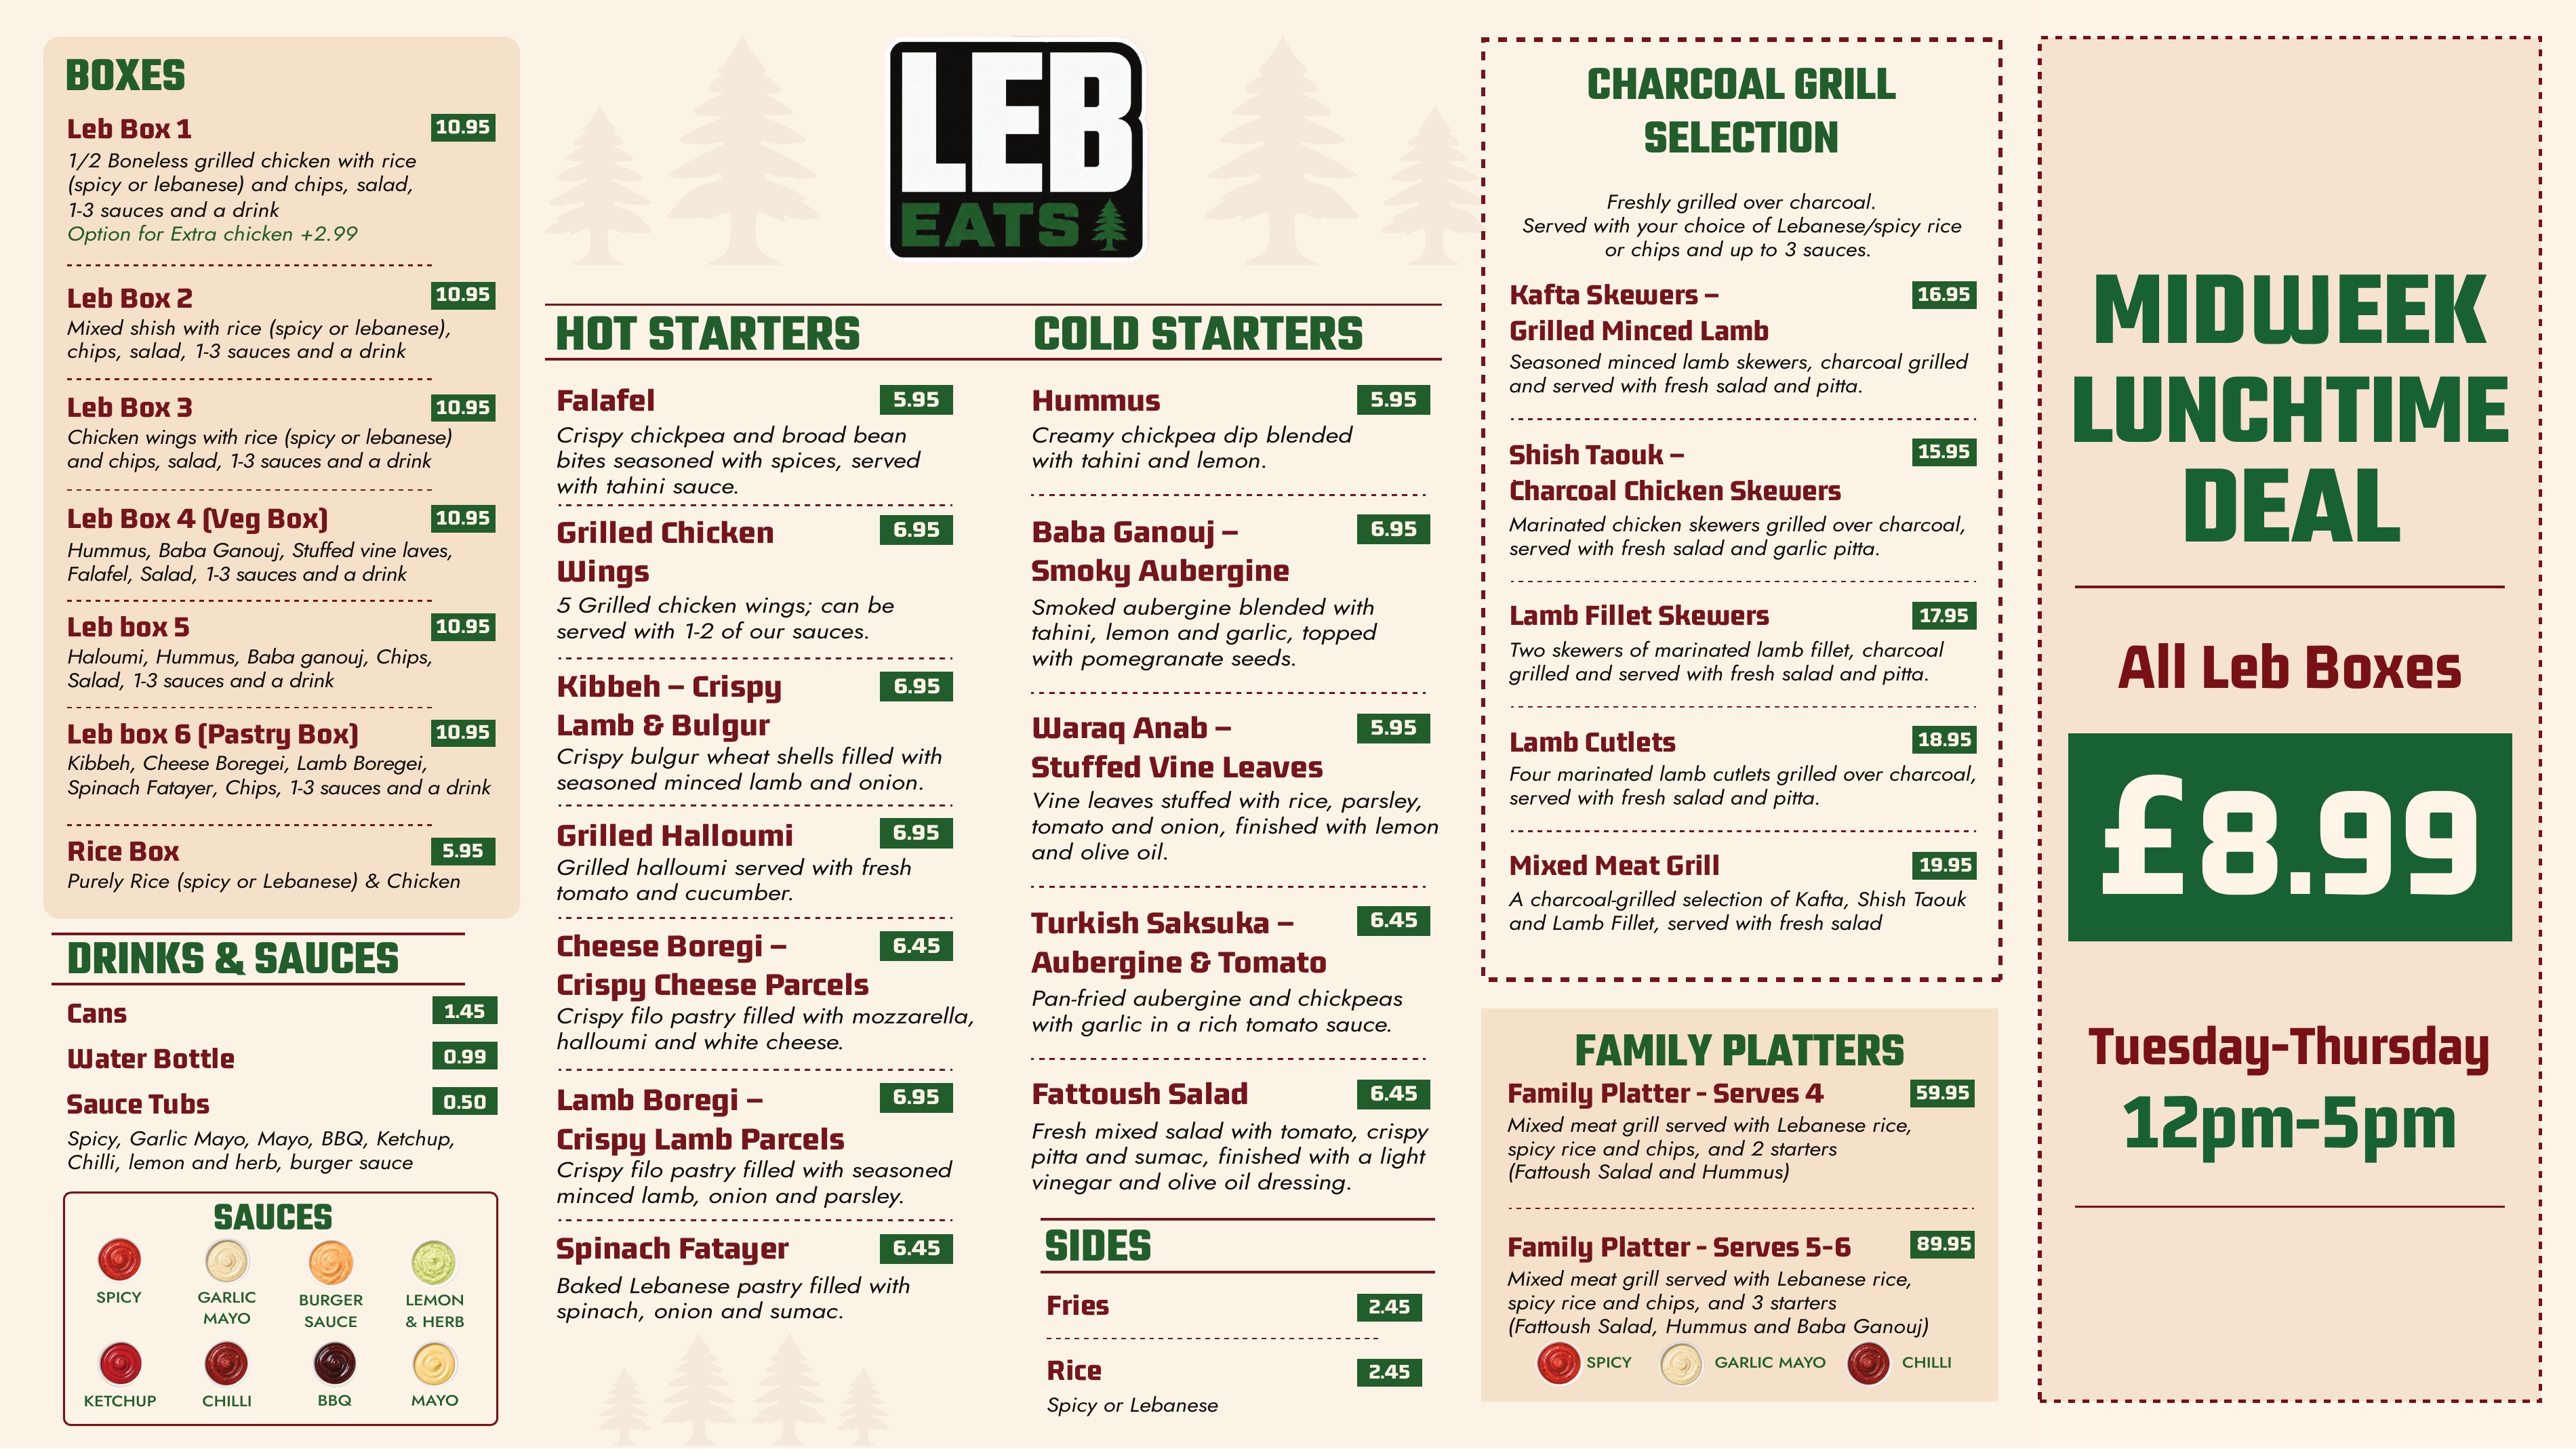 BOXES
Leb Box 1 10.95
1/2 Boneless grilled chicken with rice
(spicy or lebanese) and chips, salad,
1-3 sauces and a drink
Option for Extra chicken +2.99
Leb Box 2 10.95
Mixed shish with rice (spicy or lebanese),
chips, salad, 1-3 sauces and a drink
Leb Box 3 10.95
Chicken wings with rice (spicy or lebanese)
and chips, salad, 1-3 sauces and a drink
Leb Box 4 (Veg Box) 10.95
Hummus, Baba Ganouj, Stuffed vine laves,
Falafel, Salad, 1-3 sauces and a drink
Leb box 5 10.95
Haloumi, Hummus, Baba ganouj, Chips,
Salad, 1-3 sauces and a drink
Leb box 6 (Pastry Box) 10.95
Kibbeh, Cheese Boregei, Lamb Boregei,
Spinach Fatayer, Chips, 1-3 sauces and a drink
Rice Box 5.95
Purely Rice (spicy or Lebanese) & Chicken
DRINKS & SAUCES
Cans 1.45
Water Bottle 0.99
Sauce Tubs 0.50
Spicy, Garlic Mayo, Mayo, BBQ, Ketchup,
Chilli, lemon and herb, burger sauce
SAUCES
SPICY
GARLIC
MAYO
BURGER
SAUCE
LEMON
& HERB
KETCHUP
CHILLI
BBQ
MAYO
LEB
EATS
HOT STARTERS
Falafel 5.95
Crispy chickpea and broad bean
bites seasoned with spices, served
with tahini sauce.
Grilled Chicken 6.95
Wings
5 Grilled chicken wings; can be
served with 1-2 of our sauces.
Kibbeh – Crispy 6.95
Lamb & Bulgur
Crispy bulgur wheat shells filled with
seasoned minced lamb and onion.
Grilled Halloumi 6.95
Grilled halloumi served with fresh
tomato and cucumber.
Cheese Boregi – 6.45
Crispy Cheese Parcels
Crispy filo pastry filled with mozzarella,
halloumi and white cheese.
Lamb Boregi – 6.95
Crispy Lamb Parcels
Crispy filo pastry filled with seasoned
minced lamb, onion and parsley.
Spinach Fatayer 6.45
Baked Lebanese pastry filled with
spinach, onion and sumac.
COLD STARTERS
Hummus 5.95
Creamy chickpea dip blended
with tahini and lemon.
Baba Ganouj – 6.95
Smoky Aubergine
Smoked aubergine blended with
tahini, lemon and garlic, topped
with pomegranate seeds.
Waraq Anab – 5.95
Stuffed Vine Leaves
Vine leaves stuffed with rice, parsley,
tomato and onion, finished with lemon
and olive oil.
Turkish Saksuka – 6.45
Aubergine & Tomato
Pan-fried aubergine and chickpeas
with garlic in a rich tomato sauce.
Fattoush Salad 6.45
Fresh mixed salad with tomato, crispy
pitta and sumac, finished with a light
vinegar and olive oil dressing.
SIDES
Fries 2.45
Rice 2.45
Spicy or Lebanese
CHARCOAL GRILL
SELECTION
Freshly grilled over charcoal.
Served with your choice of Lebanese/spicy rice
or chips and up to 3 sauces.
Kafta Skewers – 16.95
Grilled Minced Lamb
Seasoned minced lamb skewers, charcoal grilled
and served with fresh salad and pitta.
Shish Taouk – 15.95
Charcoal Chicken Skewers
Marinated chicken skewers grilled over charcoal,
served with fresh salad and garlic pitta.
Lamb Fillet Skewers 17.95
Two skewers of marinated lamb fillet, charcoal
grilled and served with fresh salad and pitta.
Lamb Cutlets 18.95
Four marinated lamb cutlets grilled over charcoal,
served with fresh salad and pitta.
Mixed Meat Grill 19.95
A charcoal-grilled selection of Kafta, Shish Taouk
and Lamb Fillet, served with fresh salad
FAMILY PLATTERS
Family Platter - Serves 4 59.95
Mixed meat grill served with Lebanese rice,
spicy rice and chips, and 2 starters
(Fattoush Salad and Hummus)
Family Platter - Serves 5-6 89.95
Mixed meat grill served with Lebanese rice,
spicy rice and chips, and 3 starters
(Fattoush Salad, Hummus and Baba Ganouj)
SPICY GARLIC MAYO CHILLI
MIDWEEK
LUNCHTIME
DEAL
All Leb Boxes
£8.99
Tuesday-Thursday
12pm-5pm